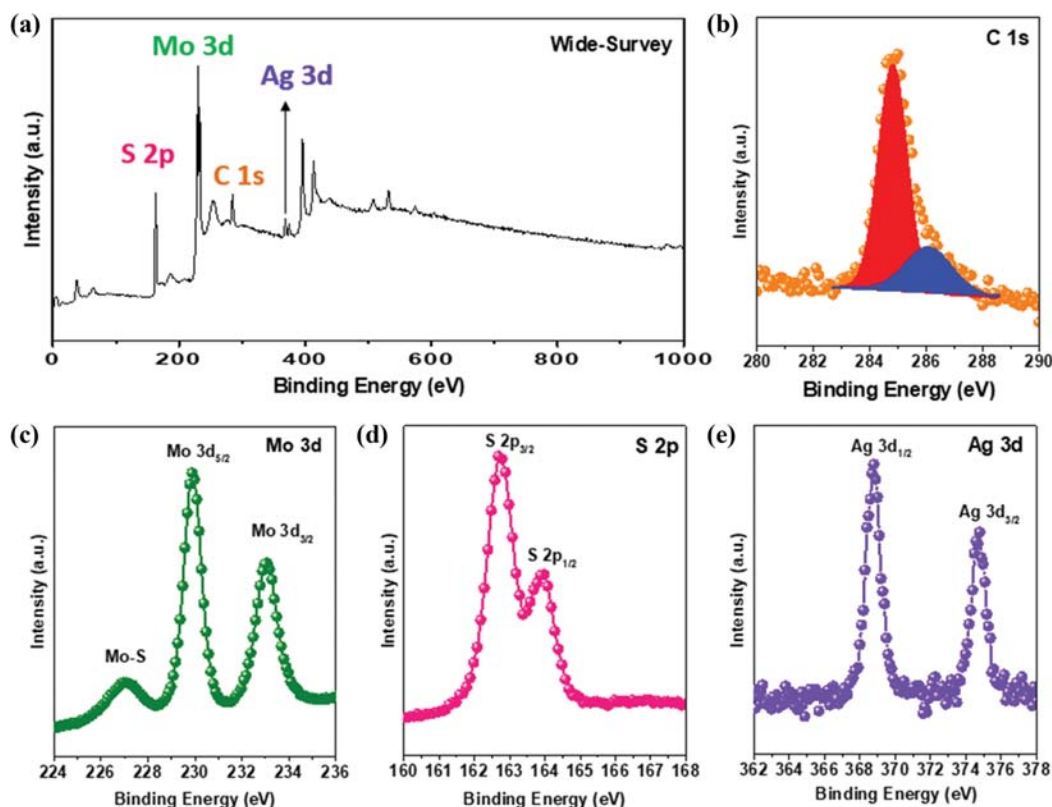 (a)
Mo 3d
Wide-Survey
Ag 3d
S 2p
C 1s
Intensity (a.u.)
0 200 400 600 800 1000
Binding Energy (eV)
(b)
C 1s
Intensity (a.u.)
280 282 284 286 288 290
Binding Energy (eV)
(c)
Mo 3d
Mo 3d5/2
Mo 3d3/2
Mo-S
Intensity (a.u.)
224 226 228 230 232 234 236
Binding Energy (eV)
(d)
S 2p
S 2p3/2
S 2p1/2
Intensity (a.u.)
160 161 162 163 164 165 166 167 168
Binding Energy (eV)
(e)
Ag 3d
Ag 3d1/2
Ag 3d3/2
Intensity (a.u.)
362 364 366 368 370 372 374 376 378
Binding Energy (eV)